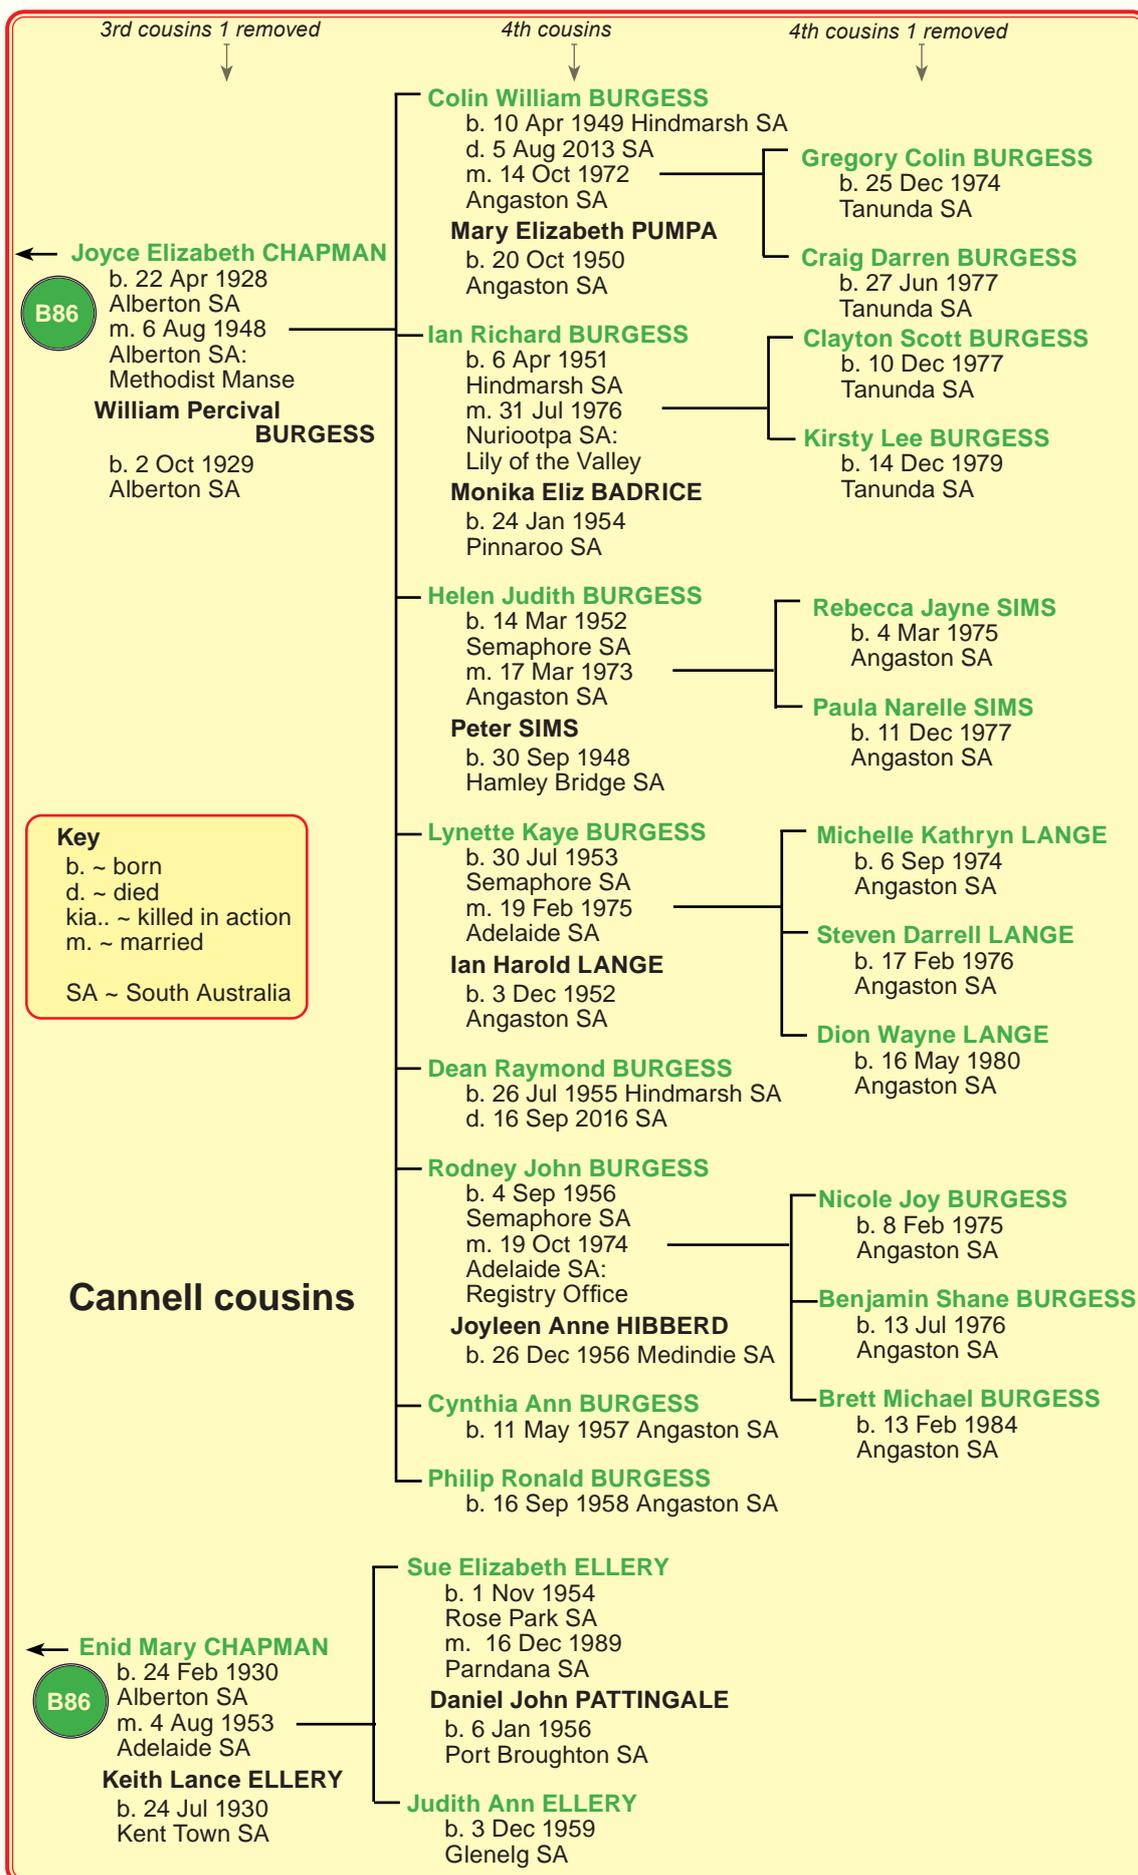 3rd cousins 1 removed
4th cousins
4th cousins 1 removed
Joyce Elizabeth CHAPMAN
B86
b. 22 Apr 1928
Alberton SA
m. 6 Aug 1948
Alberton SA:
Methodist Manse
William Percival
BURGESS
b. 2 Oct 1929
Alberton SA
Colin William BURGESS
b. 10 Apr 1949 Hindmarsh SA
d. 5 Aug 2013 SA
m. 14 Oct 1972
Angaston SA
Mary Elizabeth PUMPA
b. 20 Oct 1950
Angaston SA
Gregory Colin BURGESS
b. 25 Dec 1974
Tanunda SA
Craig Darren BURGESS
b. 27 Jun 1977
Tanunda SA
Ian Richard BURGESS
b. 6 Apr 1951
Hindmarsh SA
m. 31 Jul 1976
Nuriootpa SA:
Lily of the Valley
Monika Eliz BADRICE
b. 24 Jan 1954
Pinnaroo SA
Clayton Scott BURGESS
b. 10 Dec 1977
Tanunda SA
Kirsty Lee BURGESS
b. 14 Dec 1979
Tanunda SA
Helen Judith BURGESS
b. 14 Mar 1952
Semaphore SA
m. 17 Mar 1973
Angaston SA
Peter SIMS
b. 30 Sep 1948
Hamley Bridge SA
Rebecca Jayne SIMS
b. 4 Mar 1975
Angaston SA
Paula Narelle SIMS
b. 11 Dec 1977
Angaston SA
Key
b. ~ born
d. ~ died
kia.. ~ killed in action
m. ~ married
SA ~ South Australia
Lynette Kaye BURGESS
b. 30 Jul 1953
Semaphore SA
m. 19 Feb 1975
Adelaide SA
Ian Harold LANGE
b. 3 Dec 1952
Angaston SA
Michelle Kathryn LANGE
b. 6 Sep 1974
Angaston SA
Steven Darrell LANGE
b. 17 Feb 1976
Angaston SA
Dion Wayne LANGE
b. 16 May 1980
Angaston SA
Dean Raymond BURGESS
b. 26 Jul 1955 Hindmarsh SA
d. 16 Sep 2016 SA
Rodney John BURGESS
b. 4 Sep 1956
Semaphore SA
m. 19 Oct 1974
Adelaide SA:
Registry Office
Joyleen Anne HIBBERD
b. 26 Dec 1956 Medindie SA
Nicole Joy BURGESS
b. 8 Feb 1975
Angaston SA
Benjamin Shane BURGESS
b. 13 Jul 1976
Angaston SA
Brett Michael BURGESS
b. 13 Feb 1984
Angaston SA
Cannell cousins
Cynthia Ann BURGESS
b. 11 May 1957 Angaston SA
Philip Ronald BURGESS
b. 16 Sep 1958 Angaston SA
Enid Mary CHAPMAN
B86
b. 24 Feb 1930
Alberton SA
m. 4 Aug 1953
Adelaide SA
Keith Lance ELLERY
b. 24 Jul 1930
Kent Town SA
Sue Elizabeth ELLERY
b. 1 Nov 1954
Rose Park SA
m. 16 Dec 1989
Parndana SA
Daniel John PATTINGALE
b. 6 Jan 1956
Port Broughton SA
Judith Ann ELLERY
b. 3 Dec 1959
Glenelg SA